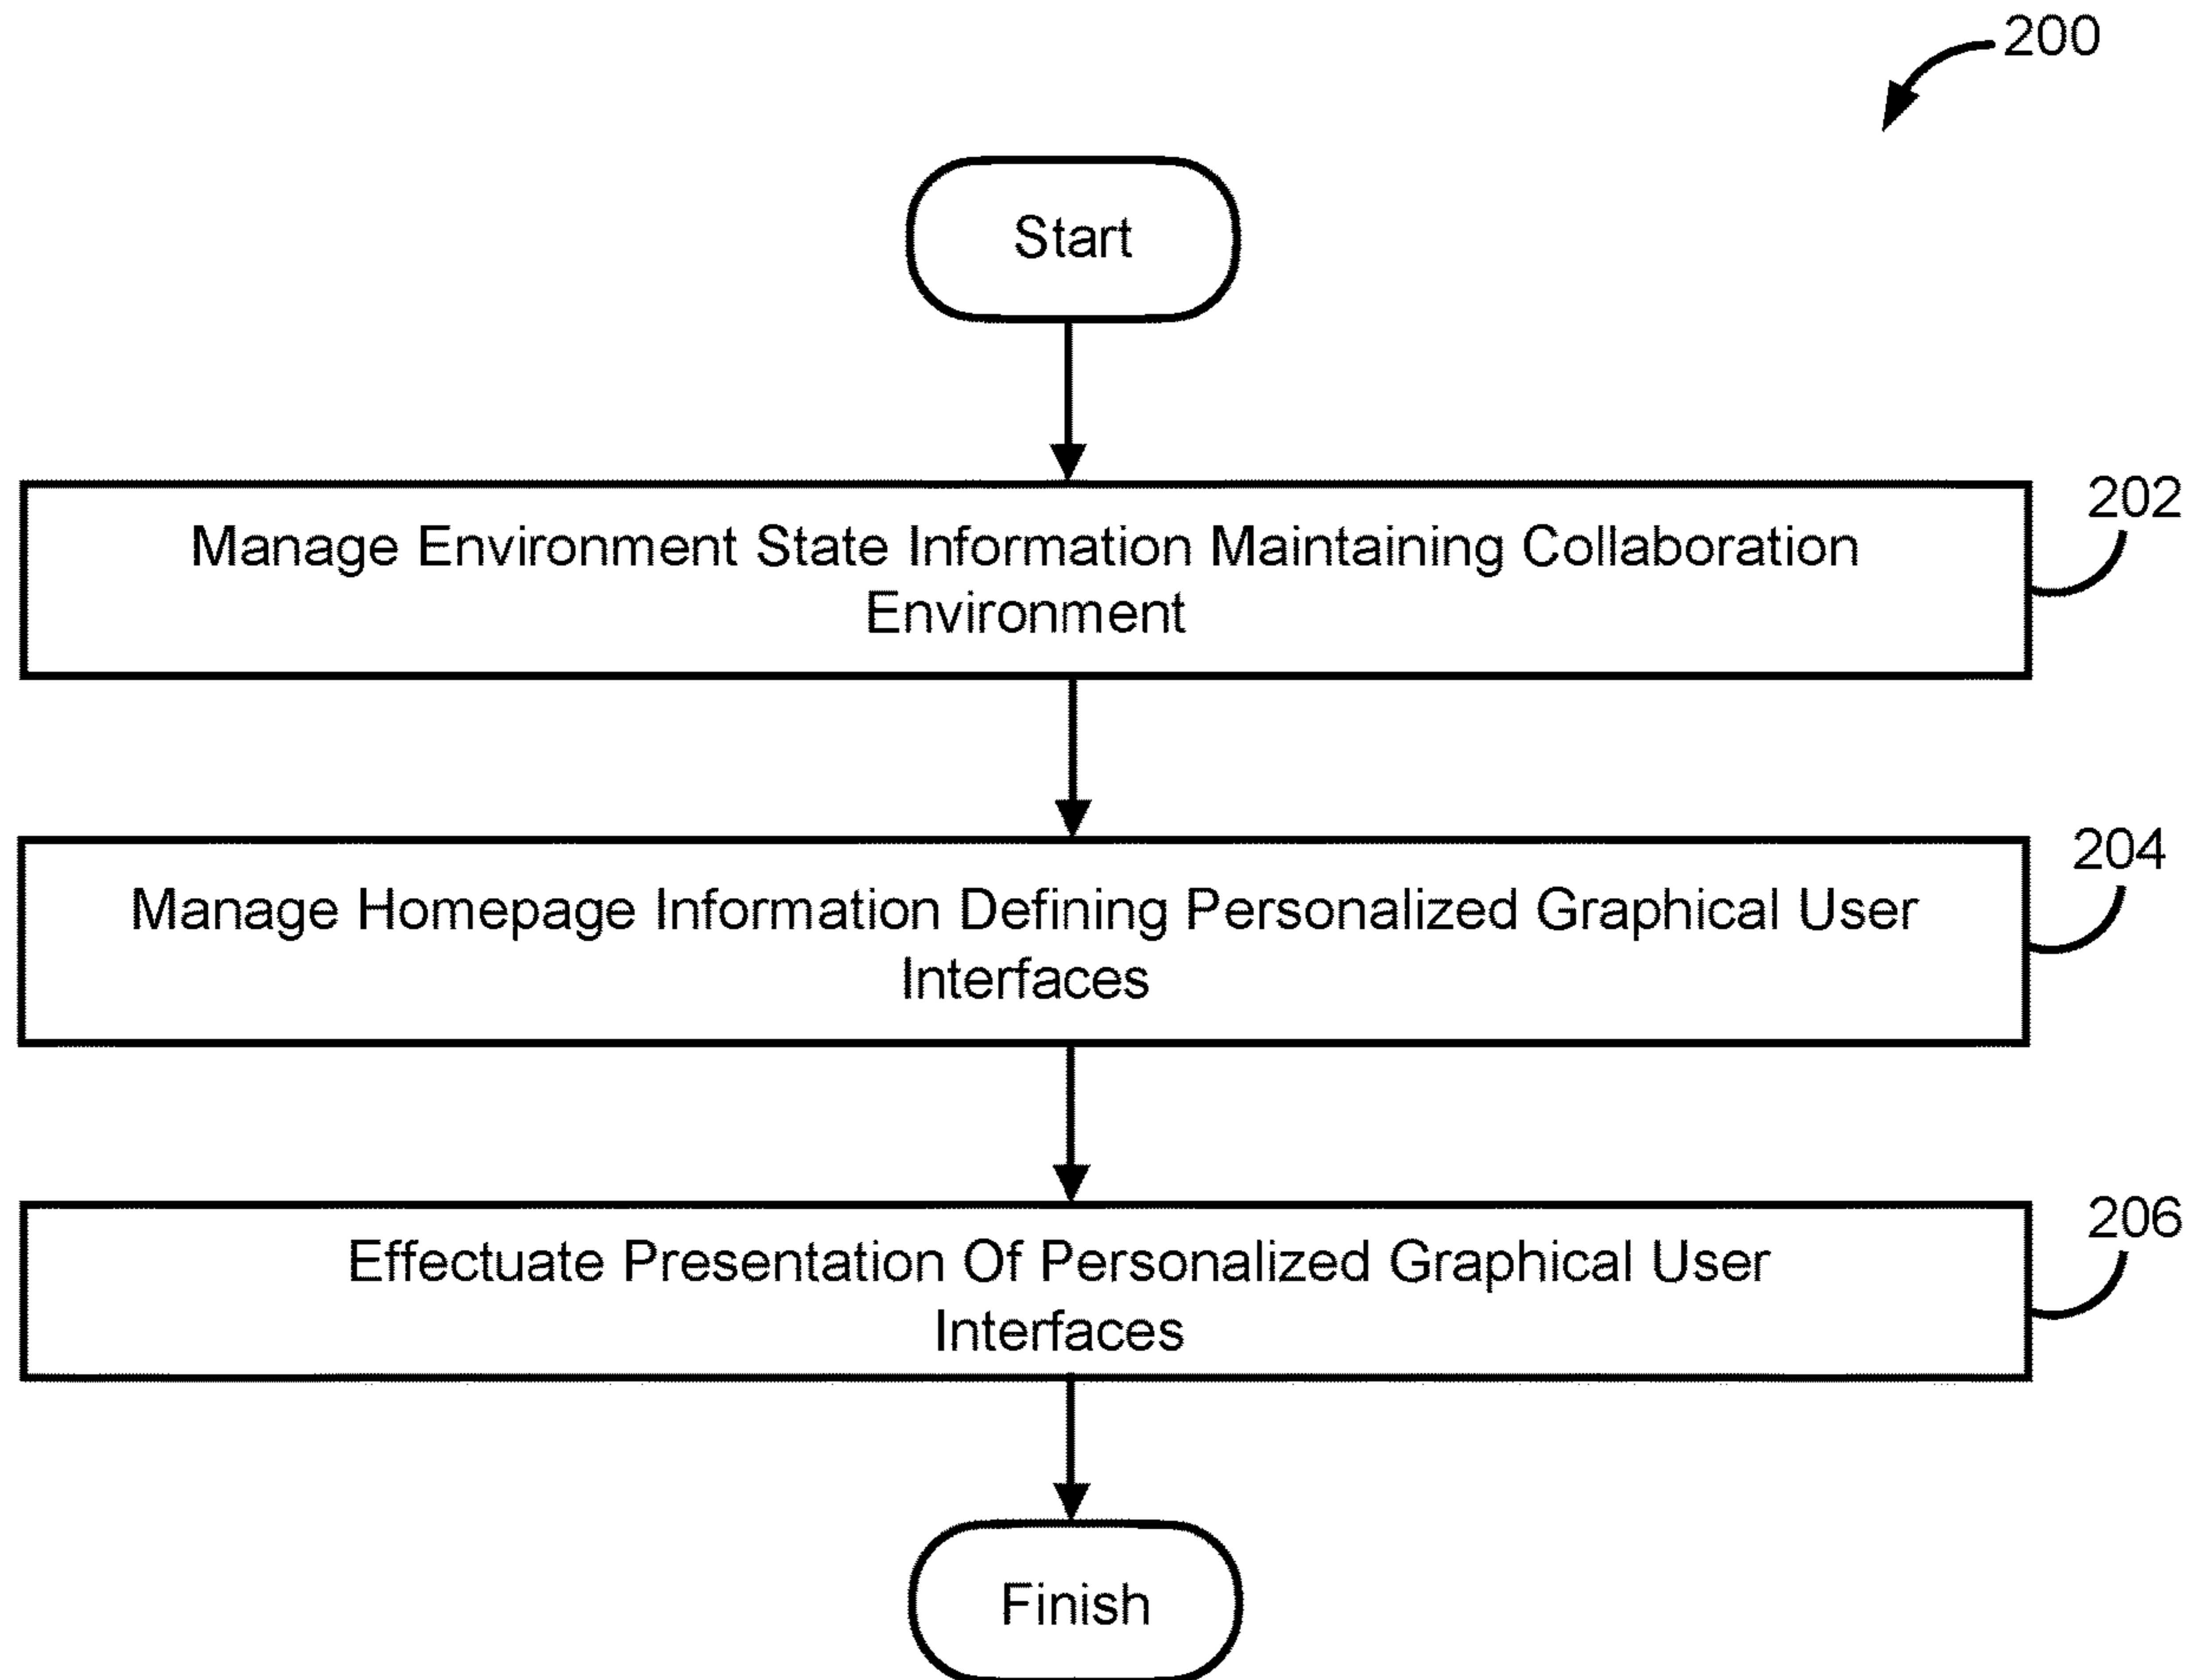 200
Start
202
Manage Environment State Information Maintaining Collaboration
Environment
204
Manage Homepage Information Defining Personalized Graphical User
Interfaces
206
Effectuate Presentation Of Personalized Graphical User
Interfaces
Finish